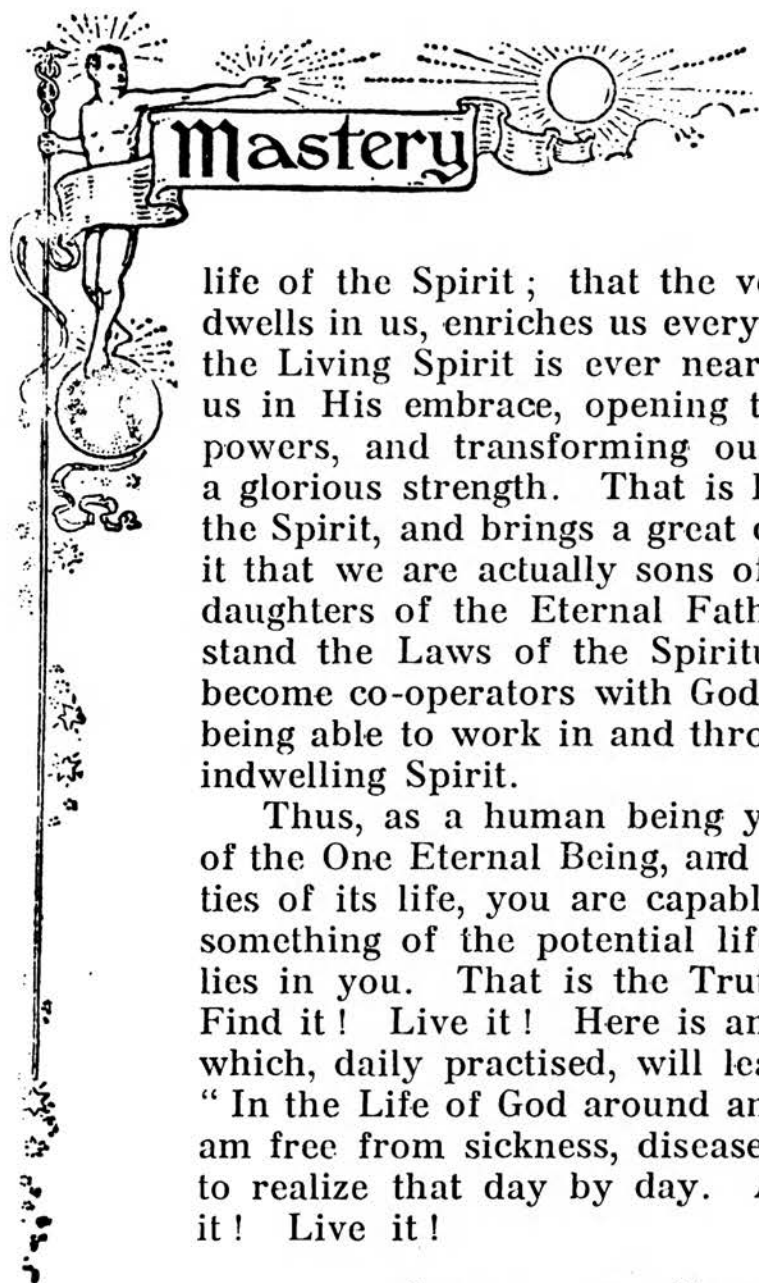 Mastery
life of the Spirit ; that the v
dwells in us, enriches us every
the Living Spirit is ever near
us in His embrace, opening t
powers, and transforming ou
a glorious strength. That is
the Spirit, and brings a great
it that we are actually sons of
daughters of the Eternal Fath
stand the Laws of the Spiritu
become co-operators with God
being able to work in and thro
indwelling Spirit.
Thus, as a human being y
of the One Eternal Being, and
ties of its life, you are capabl
something of the potential lif
lies in you. That is the Trut
Find it ! Live it ! Here is an
which, daily practised, will lea
“ In the Life of God around an
am free from sickness, disease
to realize that day by day.
it ! Live it !